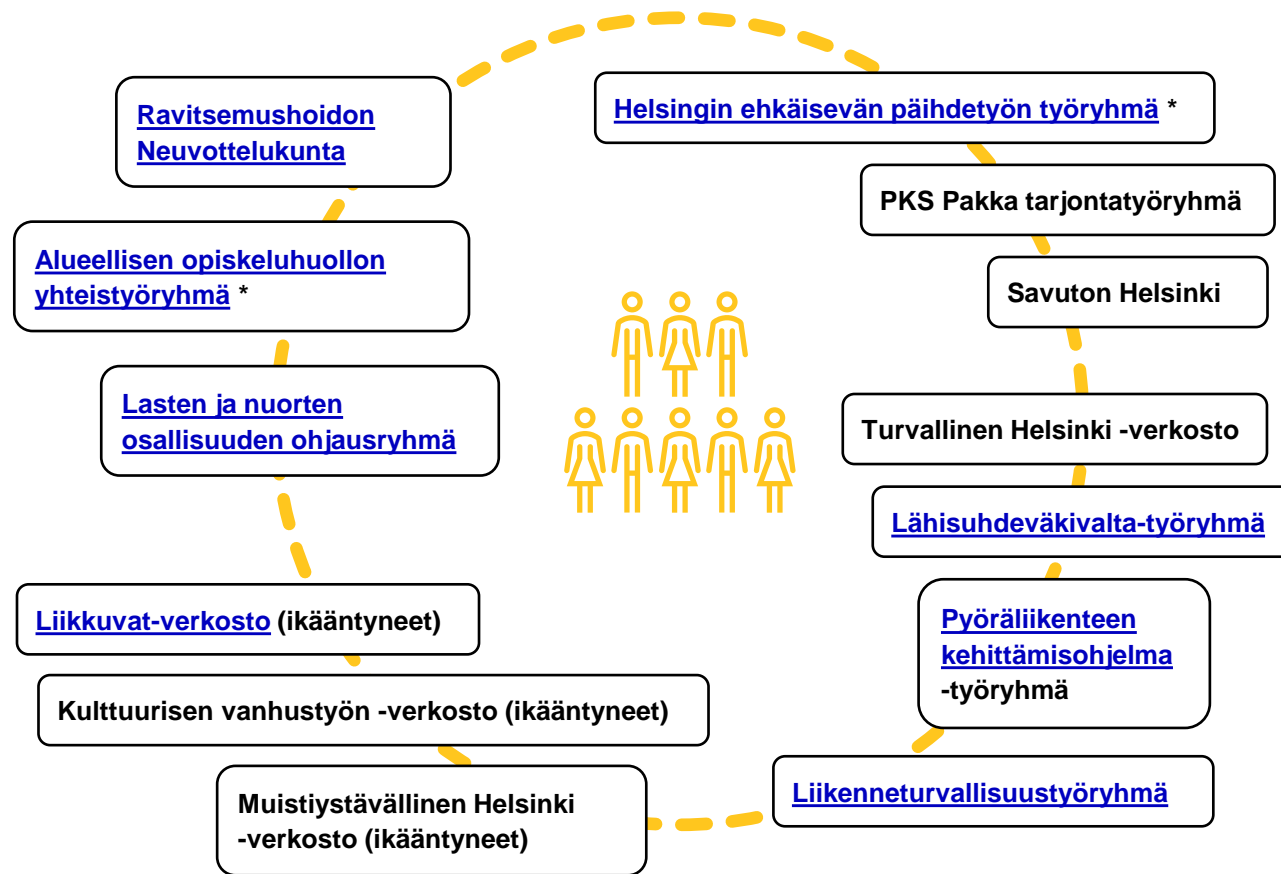 Ravitsemushoidon
Neuvottelukunta
Helsingin ehkäisevän päihdetyön työryhmä *
PKS Pakka tarjontatyöryhmä
Alueellisen opiskeluhuollon
yhteistyöryhmä *
Savuton Helsinki
Lasten ja nuorten
osallisuuden ohjausryhmä
Turvallinen Helsinki -verkosto
Lähisuhdeväkivalta-työryhmä
Liikkuvat-verkosto (ikääntyneet)
Pyöräliikenteen
kehittämisohjelma
-työryhmä
Kulttuurisen vanhustyön -verkosto (ikääntyneet)
Muistiystävällinen Helsinki
-verkosto (ikääntyneet)
Liikenneturvallisuustyöryhmä